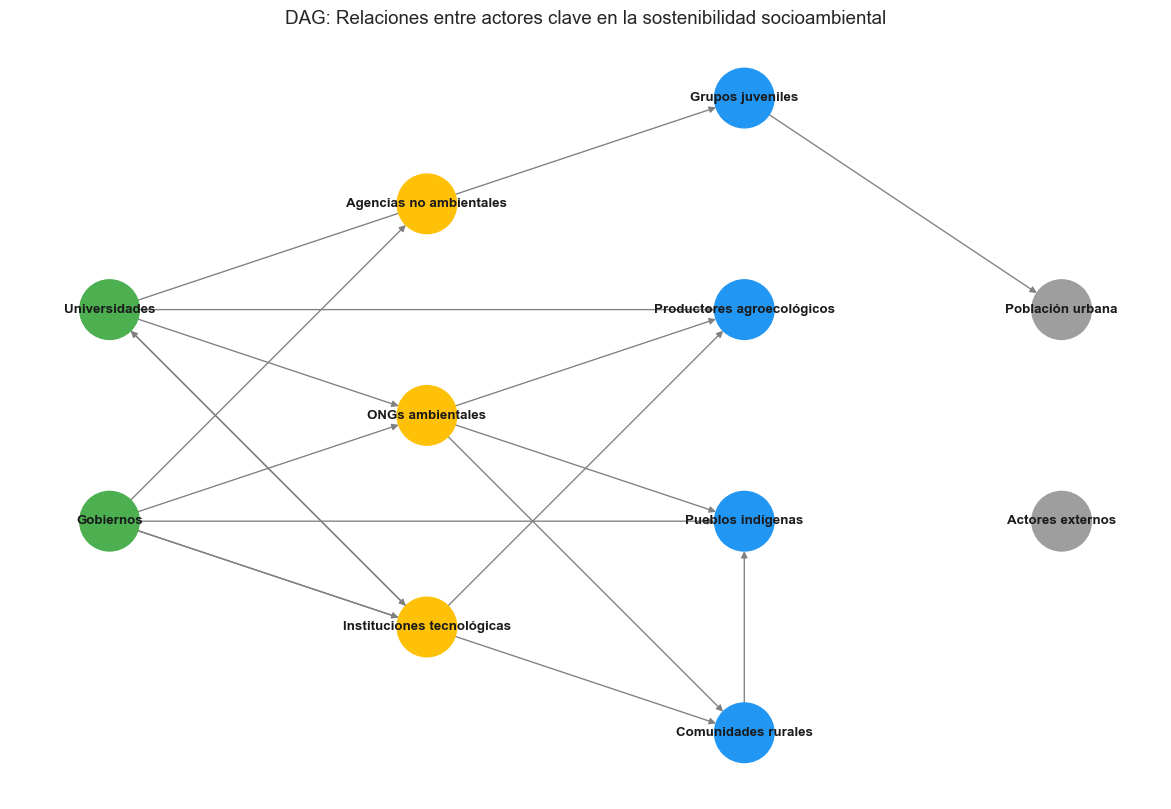 DAG: Relaciones entre actores clave en la sostenibilidad socioambiental
Grupos juveniles
Agencias no ambientales
Universidades
Productores agroecológicos
Población urbana
ONGs ambientales
Gobiernos
Pueblos indígenas
Actores externos
Instituciones tecnológicas
Comunidades rurales